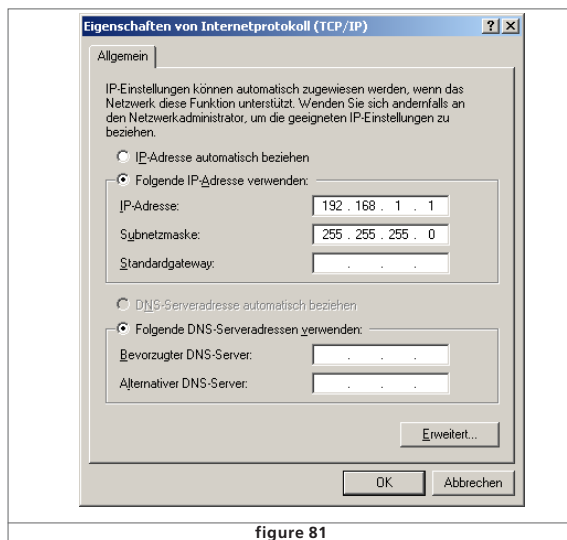 Eigenschaften von Internetprotokoll (TCP/IP)
Allgemein
IP-Einstellungen können automatisch zugewiesen werden, wenn das
Netzwerk diese Funktion unterstützt. Wenden Sie sich andernfalls an
den Netzwerkadministrator, um die geeigneten IP-Einstellungen zu
beziehen.
IP-Adresse automatisch beziehen
Folgende IP-Adresse verwenden:
IP-Adresse: 192 . 168 . 1 . 1
Subnetzmaske: 255 . 255 . 255 . 0
Standardgateway: . . .
DNS-Serveradresse automatisch beziehen
Folgende DNS-Serveradressen verwenden:
Bevorzugter DNS-Server: . . .
Alternativer DNS-Server: . . .
Erweitert...
OK Abbrechen
figure 81